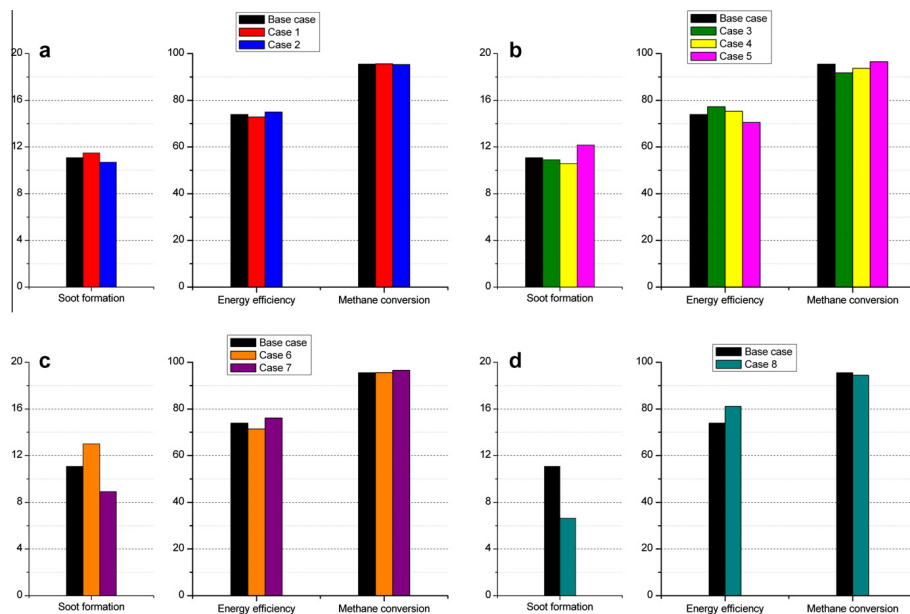 a
Base case
Case 1
Case 2
20
16
12
8
4
0
Soot formation
100
80
60
40
20
0
Energy efficiency Methane conversion
b
Base case
Case 3
Case 4
Case 5
20
16
12
8
4
0
Soot formation
100
80
60
40
20
0
Energy efficiency Methane conversion
c
Base case
Case 6
Case 7
20
16
12
8
4
0
Soot formation
100
80
60
40
20
0
Energy efficiency Methane conversion
d
Base case
Case 8
20
16
12
8
4
0
Soot formation
100
80
60
40
20
0
Energy efficiency Methane conversion